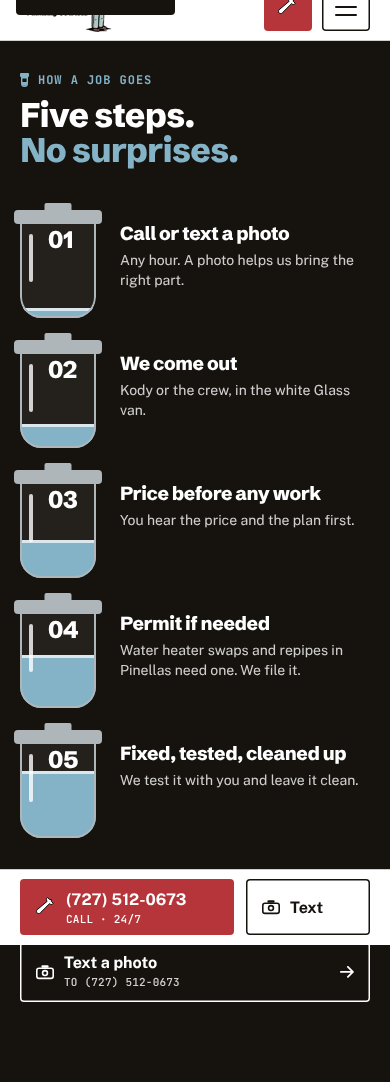 HOW A JOB GOES
Five steps.
No surprises.
01
Call or text a photo
Any hour. A photo helps us bring the
right part.
02
We come out
Kody or the crew, in the white Glass
van.
03
Price before any work
You hear the price and the plan first.
04
Permit if needed
Water heater swaps and repipes in
Pinellas need one. We file it.
05
Fixed, tested, cleaned up
We test it with you and leave it clean.
(727) 512-0673
CALL · 24/7
Text
Text a photo
TO (727) 512-0673